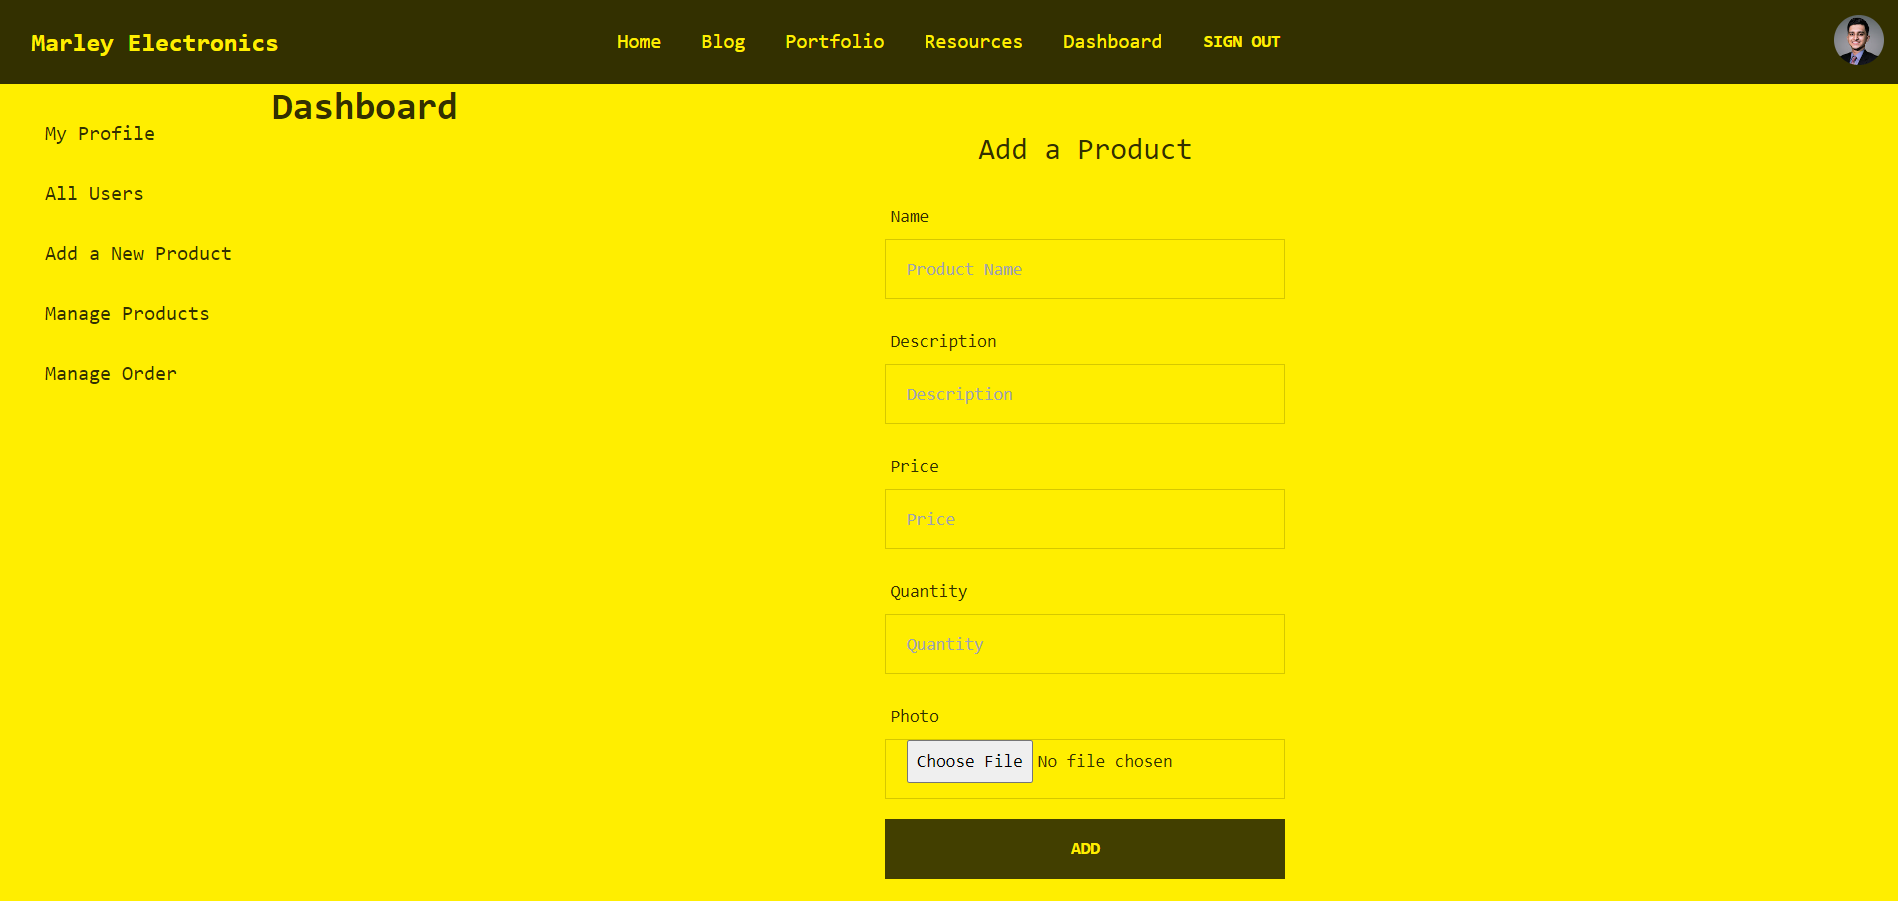 Marley Electronics
Home Blog Portfolio Resources Dashboard SIGN OUT
Dashboard
My Profile
All Users
Add a New Product
Manage Products
Manage Order
Add a Product
Name
Product Name
Description
Description
Price
Price
Quantity
Quantity
Photo
Choose File No file chosen
ADD